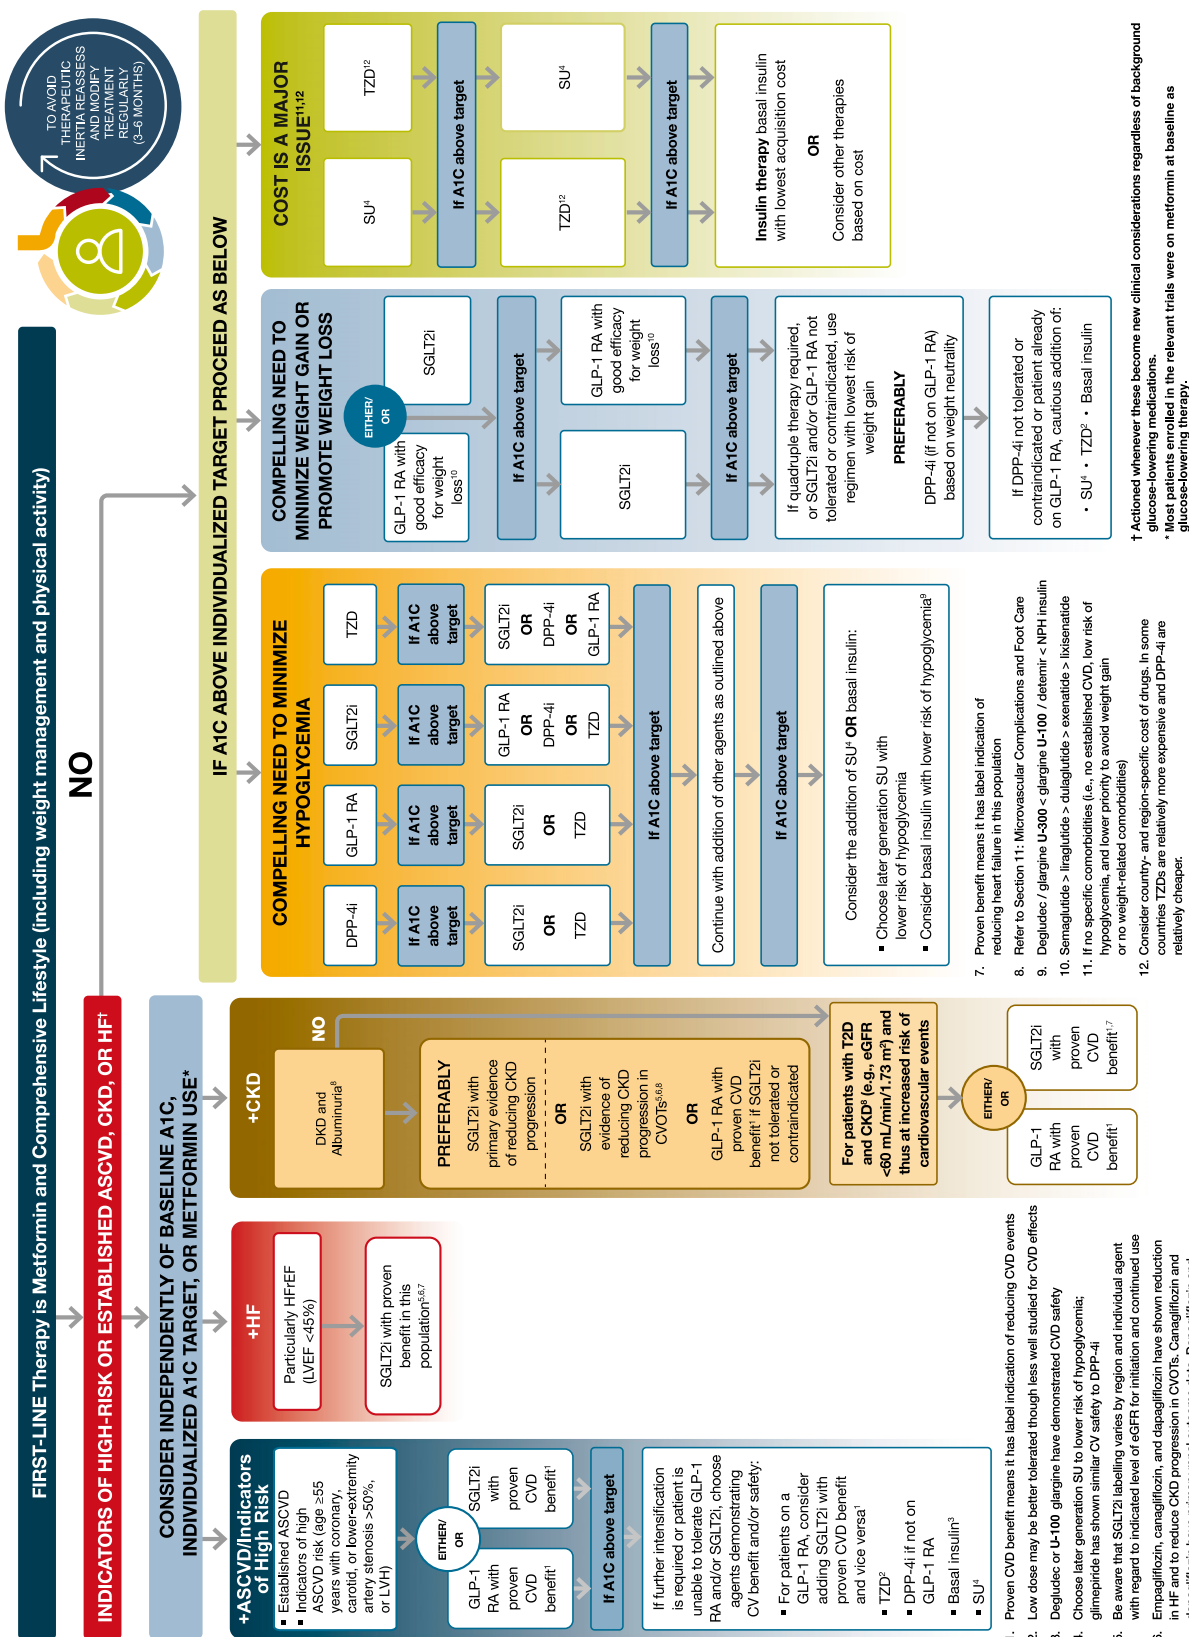 FIRST-LINE Therapy is Metformin and Comprehensive Lifestyle (including weight management and physical activity)
TO AVOID
THERAPEUTIC
INERTIA REASSESS
AND MODIFY
TREATMENT
REGULARLY
(3–6 MONTHS)
INDICATORS OF HIGH-RISK OR ESTABLISHED ASCVD, CKD, OR HF†
NO
CONSIDER INDEPENDENTLY OF BASELINE A1C,
INDIVIDUALIZED A1C TARGET, OR METFORMIN USE*
IF A1C ABOVE INDIVIDUALIZED TARGET PROCEED AS BELOW
+ASCVD/Indicators
of High Risk
▪ Established ASCVD
▪ Indicators of high
ASCVD risk (age ≥55
years with coronary,
carotid, or lower-extremity
artery stenosis >50%,
or LVH)
EITHER/
OR
GLP-1
RA with
proven
CVD
benefit¹
SGLT2i
with
proven
CVD
benefit¹
If A1C above target
If further intensification
is required or patient is
unable to tolerate GLP-1
RA and/or SGLT2i, choose
agents demonstrating
CV benefit and/or safety:
▪ For patients on a
GLP-1 RA, consider
adding SGLT2i with
proven CVD benefit
and vice versa¹
▪ TZD²
▪ DPP-4i if not on
GLP-1 RA
▪ Basal insulin³
▪ SU⁴
+HF
Particularly HFrEF
(LVEF <45%)
SGLT2i with proven
benefit in this
population⁵,⁶,⁷
+CKD
DKD and
Albuminuria⁸
NO
PREFERABLY
SGLT2i with
primary evidence
of reducing CKD
progression
OR
SGLT2i with
evidence of
reducing CKD
progression in
CVOTs⁵,⁶,⁸
OR
GLP-1 RA with
proven CVD
benefit¹ if SGLT2i
not tolerated or
contraindicated
For patients with T2D
and CKD⁸ (e.g., eGFR
<60 mL/min/1.73 m²) and
thus at increased risk of
cardiovascular events
EITHER/
OR
GLP-1
RA with
proven
CVD
benefit¹
SGLT2i
with
proven
CVD
benefit¹,⁷
COMPELLING NEED TO MINIMIZE
HYPOGLYCEMIA
DPP-4i
If A1C
above
target
SGLT2i
OR
TZD
GLP-1 RA
If A1C
above
target
SGLT2i
OR
TZD
SGLT2i
If A1C
above
target
GLP-1 RA
OR
DPP-4i
OR
TZD
TZD
If A1C
above
target
SGLT2i
OR
DPP-4i
OR
GLP-1 RA
If A1C above target
Continue with addition of other agents as outlined above
If A1C above target
Consider the addition of SU⁴ OR basal insulin:
▪ Choose later generation SU with
lower risk of hypoglycemia
▪ Consider basal insulin with lower risk of hypoglycemia⁹
COMPELLING NEED TO
MINIMIZE WEIGHT GAIN OR
PROMOTE WEIGHT LOSS
EITHER/
OR
GLP-1 RA with
good efficacy
for weight
loss¹⁰
SGLT2i
If A1C above target
SGLT2i
GLP-1 RA with
good efficacy
for weight
loss¹⁰
If A1C above target
If quadruple therapy required,
or SGLT2i and/or GLP-1 RA not
tolerated or contraindicated, use
regimen with lowest risk of
weight gain
PREFERABLY
DPP-4i (if not on GLP-1 RA)
based on weight neutrality
If DPP-4i not tolerated or
contraindicated or patient already
on GLP-1 RA, cautious addition of:
• SU⁴ • TZD² • Basal insulin
COST IS A MAJOR
ISSUE¹¹,¹²
SU⁴
TZD¹²
If A1C above target
TZD¹²
SU⁴
If A1C above target
Insulin therapy basal insulin
with lowest acquisition cost
OR
Consider other therapies
based on cost
1. Proven CVD benefit means it has label indication of reducing CVD events
2. Low dose may be better tolerated though less well studied for CVD effects
3. Degludec or U-100 glargine have demonstrated CVD safety
4. Choose later generation SU to lower risk of hypoglycemia;
glimepiride has shown similar CV safety to DPP-4i
5. Be aware that SGLT2i labelling varies by region and individual agent
with regard to indicated level of eGFR for initiation and continued use
6. Empagliflozin, canagliflozin, and dapagliflozin have shown reduction
in HF and to reduce CKD progression in CVOTs. Canagliflozin and
7. Proven benefit means it has label indication of
reducing heart failure in this population
8. Refer to Section 11: Microvascular Complications and Foot Care
9. Degludec / glargine U-300 < glargine U-100 / detemir < NPH insulin
10. Semaglutide > liraglutide > dulaglutide > exenatide > lixisenatide
11. If no specific comorbidities (i.e., no established CVD, low risk of
hypoglycemia, and lower priority to avoid weight gain
or no weight-related comorbidities)
12. Consider country- and region-specific cost of drugs. In some
countries TZDs are relatively more expensive and DPP-4i are
relatively cheaper.
† Actioned whenever these become new clinical considerations regardless of background
glucose-lowering medications.
* Most patients enrolled in the relevant trials were on metformin at baseline as
glucose-lowering therapy.